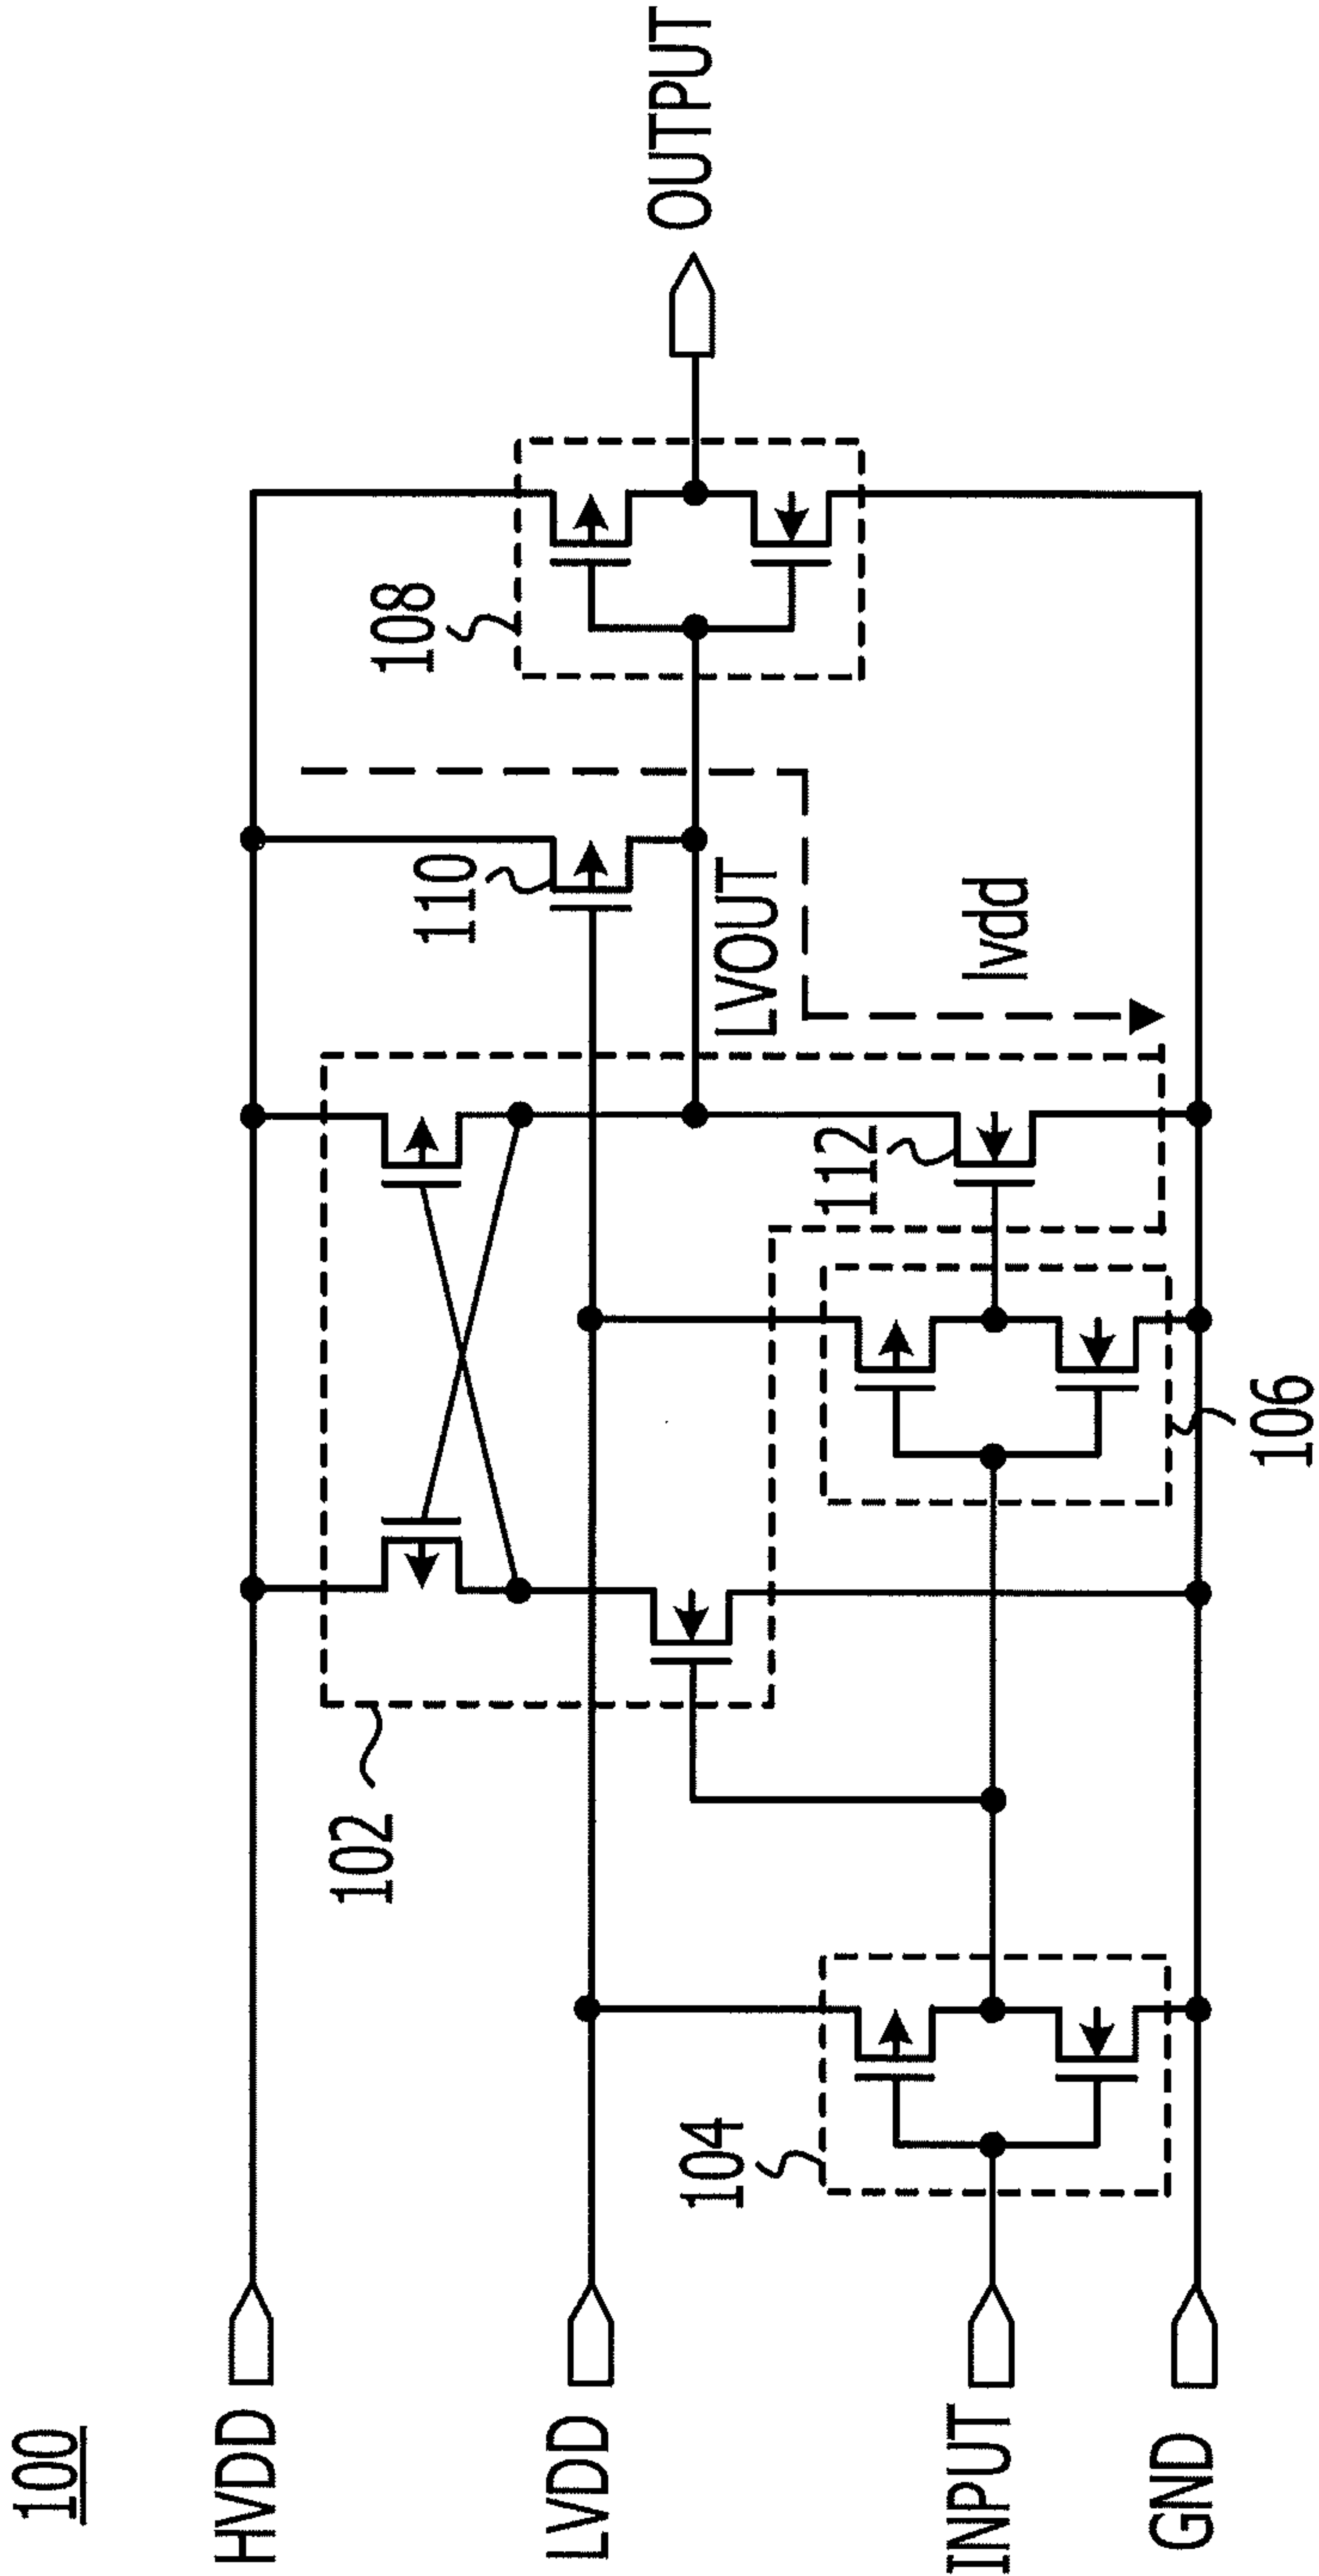 100
HVDD
LVDD
INPUT
GND
102
104
106
112
110
LVOUT
Ivdd
108
OUTPUT